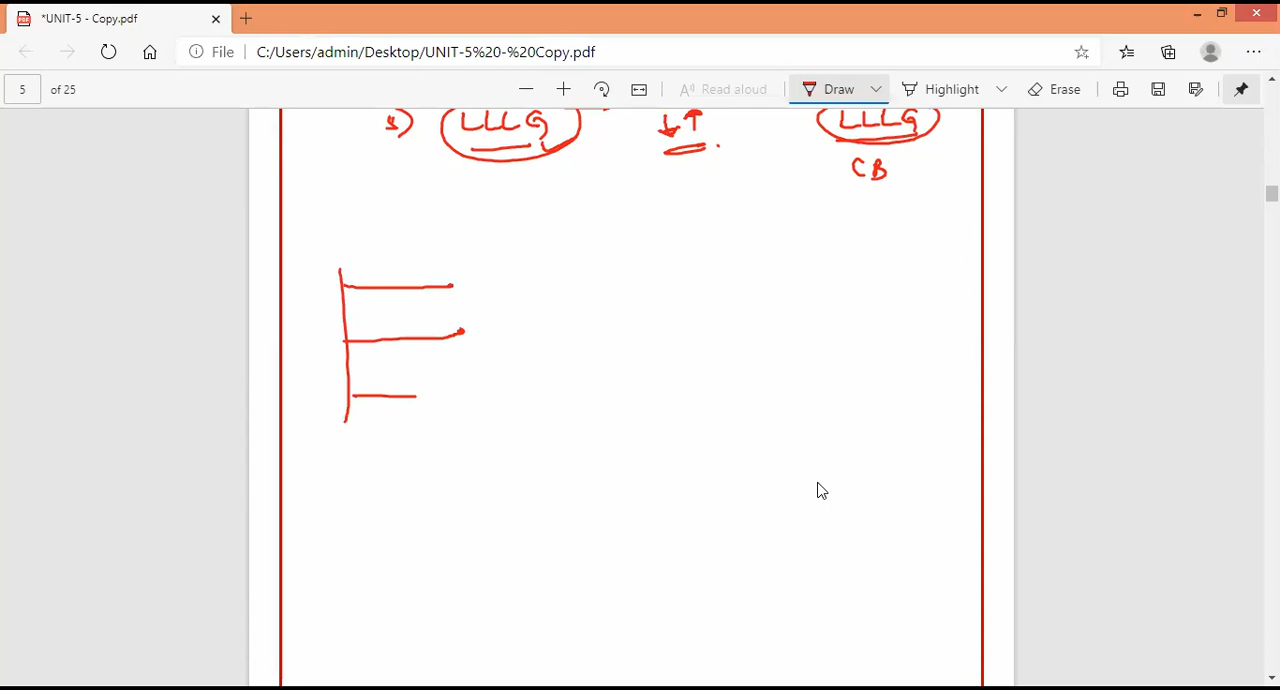 *UNIT-5 - Copy.pdf
File C:/Users/admin/Desktop/UNIT-5%20-%20Copy.pdf
5 of 25 Read aloud Draw Highlight Erase
LLLG LLLG
CB